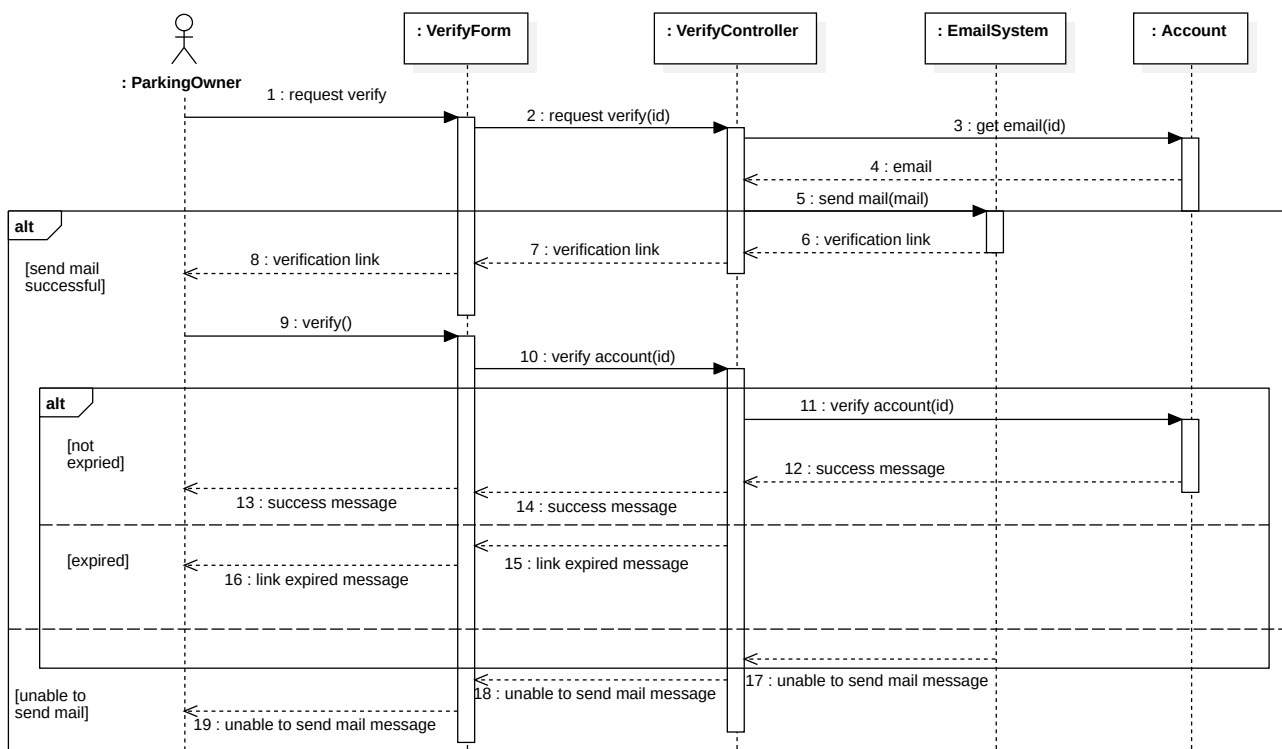 : VerifyForm
: VerifyController
: EmailSystem
: Account
: ParkingOwner
1 : request verify
2 : request verify(id)
3 : get email(id)
4 : email
5 : send mail(mail)
alt
6 : verification link
7 : verification link
8 : verification link
[send mail
successful]
9 : verify()
10 : verify account(id)
alt
11 : verify account(id)
[not
expried]
12 : success message
13 : success message
14 : success message
[expired]
15 : link expired message
16 : link expired message
17 : unable to send mail message
18 : unable to send mail message
[unable to
send mail]
19 : unable to send mail message